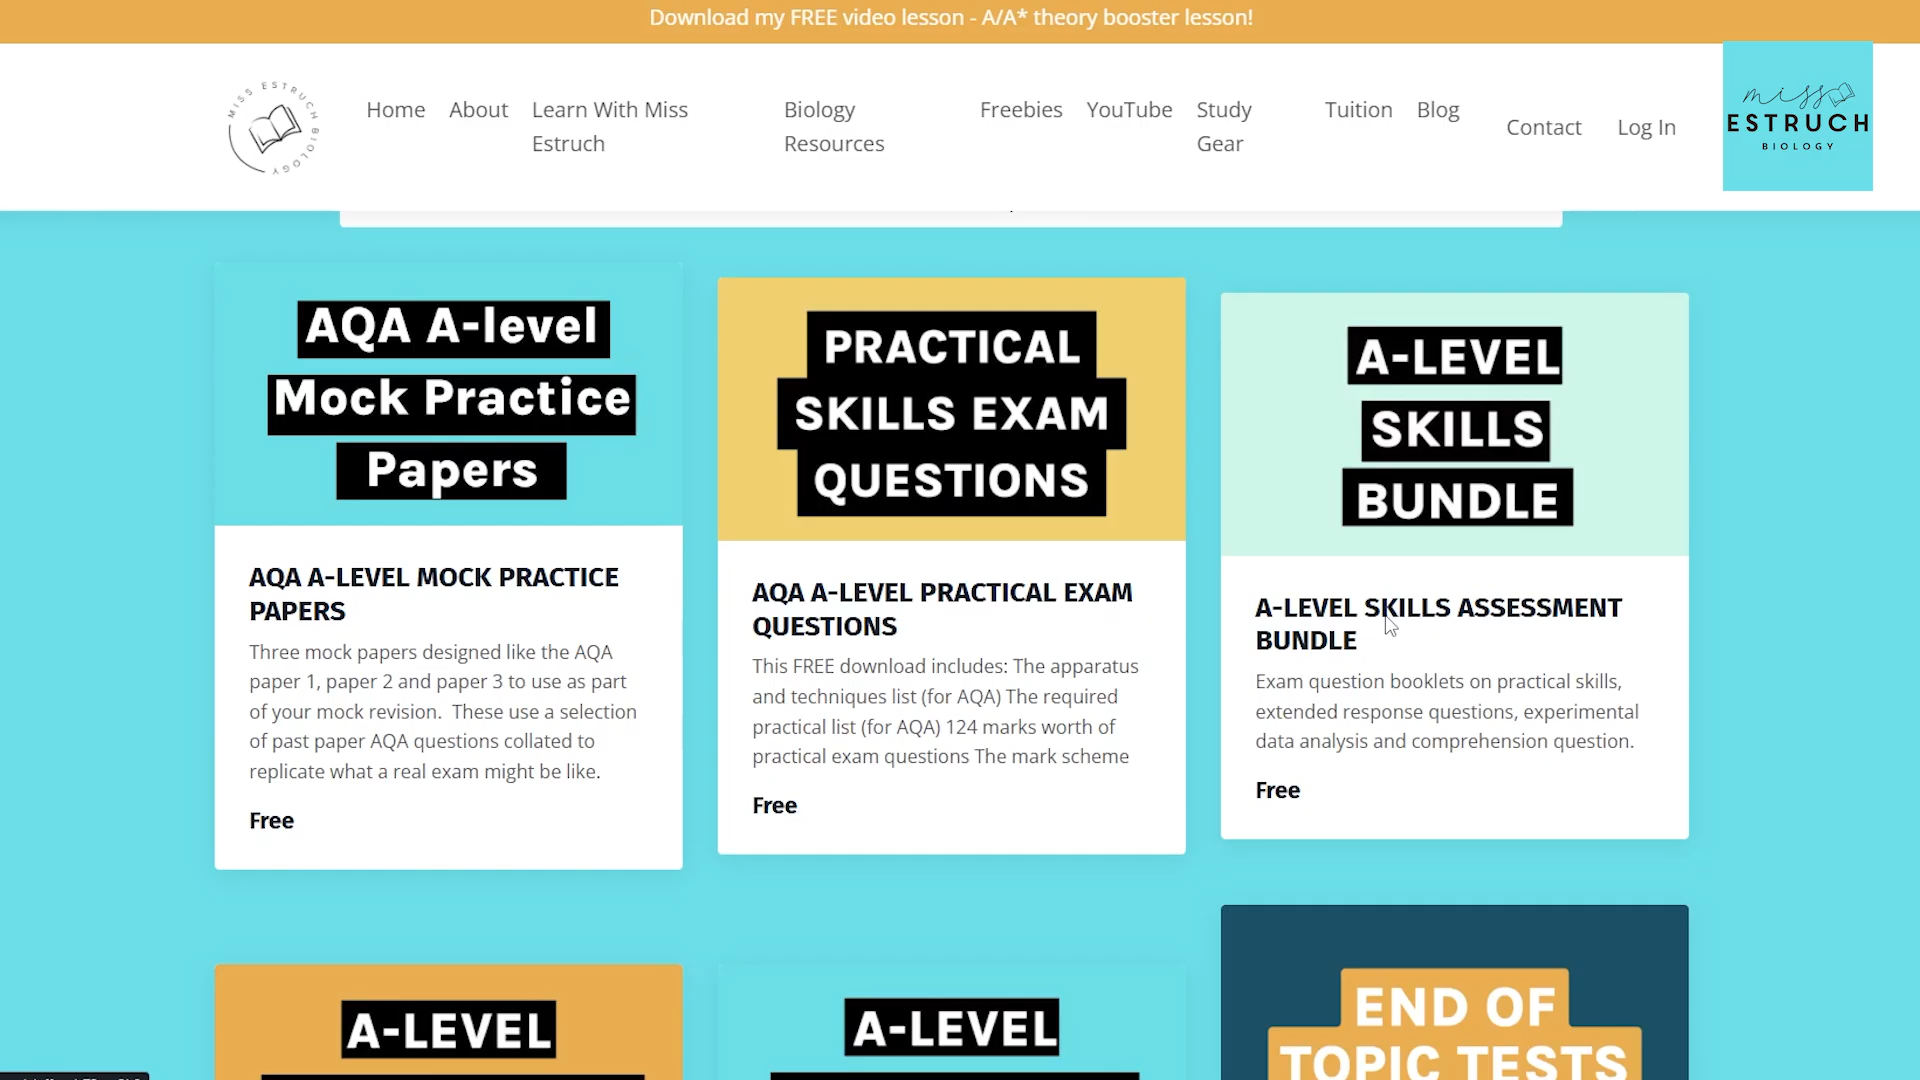 Download my FREE video lesson - A/A* theory booster lesson!
MISS ESTRUCH BIOLOGY
Home
About
Learn With Miss
Estruch
Biology
Resources
Freebies
YouTube
Study
Gear
Tuition
Blog
Contact
Log In
miss
ESTRUCH
BIOLOGY
AQA A-level
Mock Practice
Papers
AQA A-LEVEL MOCK PRACTICE
PAPERS
Three mock papers designed like the AQA
paper 1, paper 2 and paper 3 to use as part
of your mock revision. These use a selection
of past paper AQA questions collated to
replicate what a real exam might be like.
Free
PRACTICAL
SKILLS EXAM
QUESTIONS
AQA A-LEVEL PRACTICAL EXAM
QUESTIONS
This FREE download includes: The apparatus
and techniques list (for AQA) The required
practical list (for AQA) 124 marks worth of
practical exam questions The mark scheme
Free
A-LEVEL
SKILLS
BUNDLE
A-LEVEL SKILLS ASSESSMENT
BUNDLE
Exam question booklets on practical skills,
extended response questions, experimental
data analysis and comprehension question.
Free
A-LEVEL
A-LEVEL
END OF
TOPIC TESTS